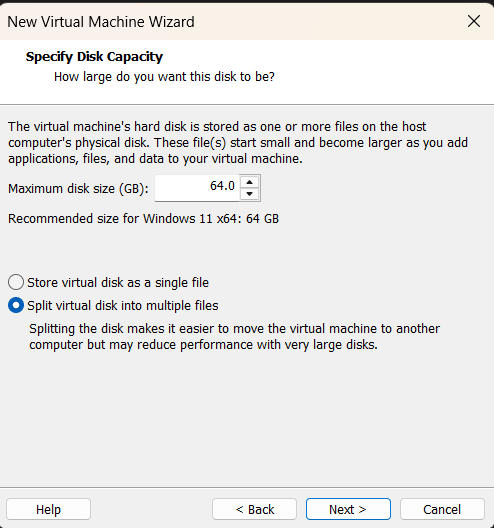 New Virtual Machine Wizard
Specify Disk Capacity
How large do you want this disk to be?
The virtual machine's hard disk is stored as one or more files on the host
computer's physical disk. These file(s) start small and become larger as you add
applications, files, and data to your virtual machine.
Maximum disk size (GB): 64.0
Recommended size for Windows 11 x64: 64 GB
Store virtual disk as a single file
Split virtual disk into multiple files
Splitting the disk makes it easier to move the virtual machine to another
computer but may reduce performance with very large disks.
Help < Back Next > Cancel